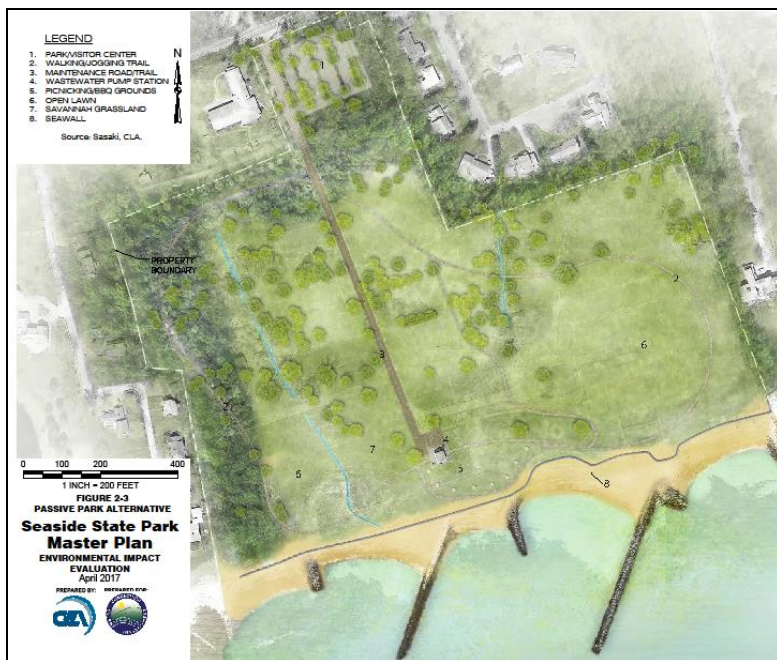 LEGEND
1. PARK/VISITOR CENTER
2. WALKING/JOGGING TRAIL
3. MAINTENANCE ROAD/TRAIL
4. WASTEWATER PUMP STATION
5. PICNICKING/BBQ GROUNDS
6. OPEN LAWN
7. SAVANNAH GRASSLAND
8. SEAWALL
N
Source: Sasaki, CLA.
1
PROPERTY
BOUNDARY
2
3
6
4
7
5
5
8
0 100 200 400
1 INCH = 200 FEET
FIGURE 2-3
PASSIVE PARK ALTERNATIVE
Seaside State Park
Master Plan
ENVIRONMENTAL IMPACT
EVALUATION
April 2017
PREPARED BY: PREPARED FOR: